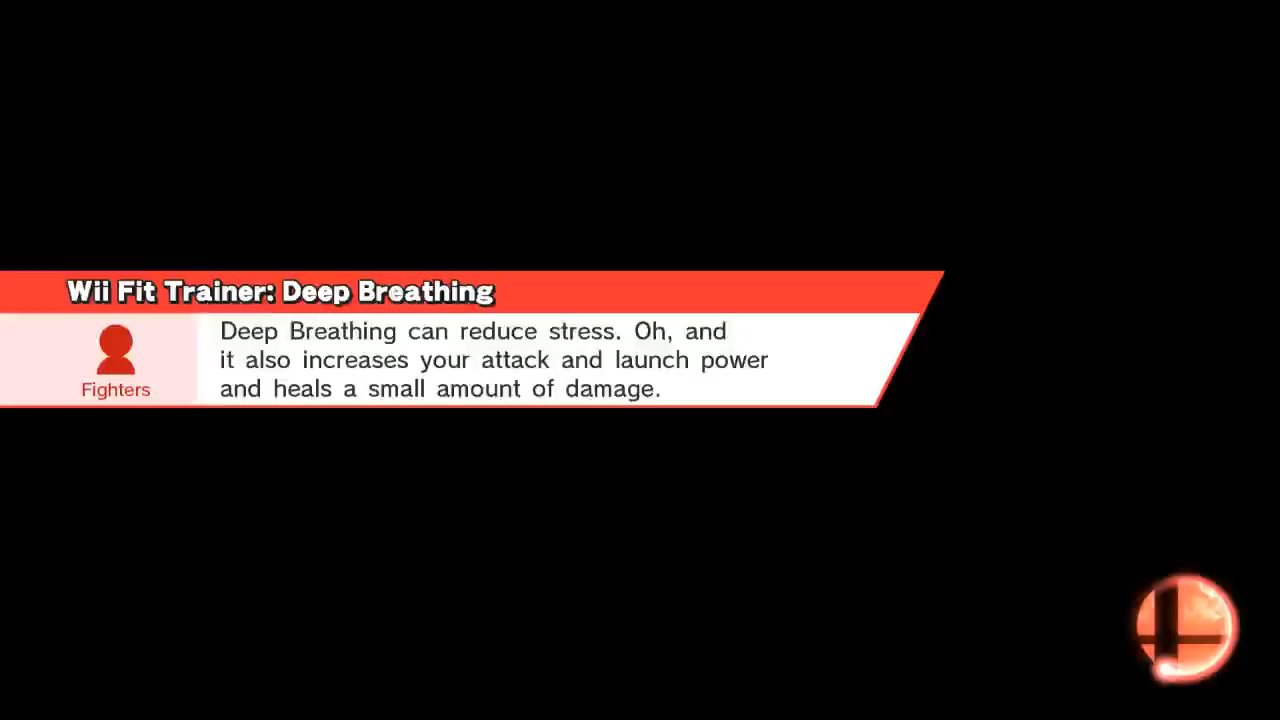 Wii Fit Trainer: Deep Breathing
Deep Breathing can reduce stress. Oh, and
it also increases your attack and launch power
and heals a small amount of damage.
Fighters